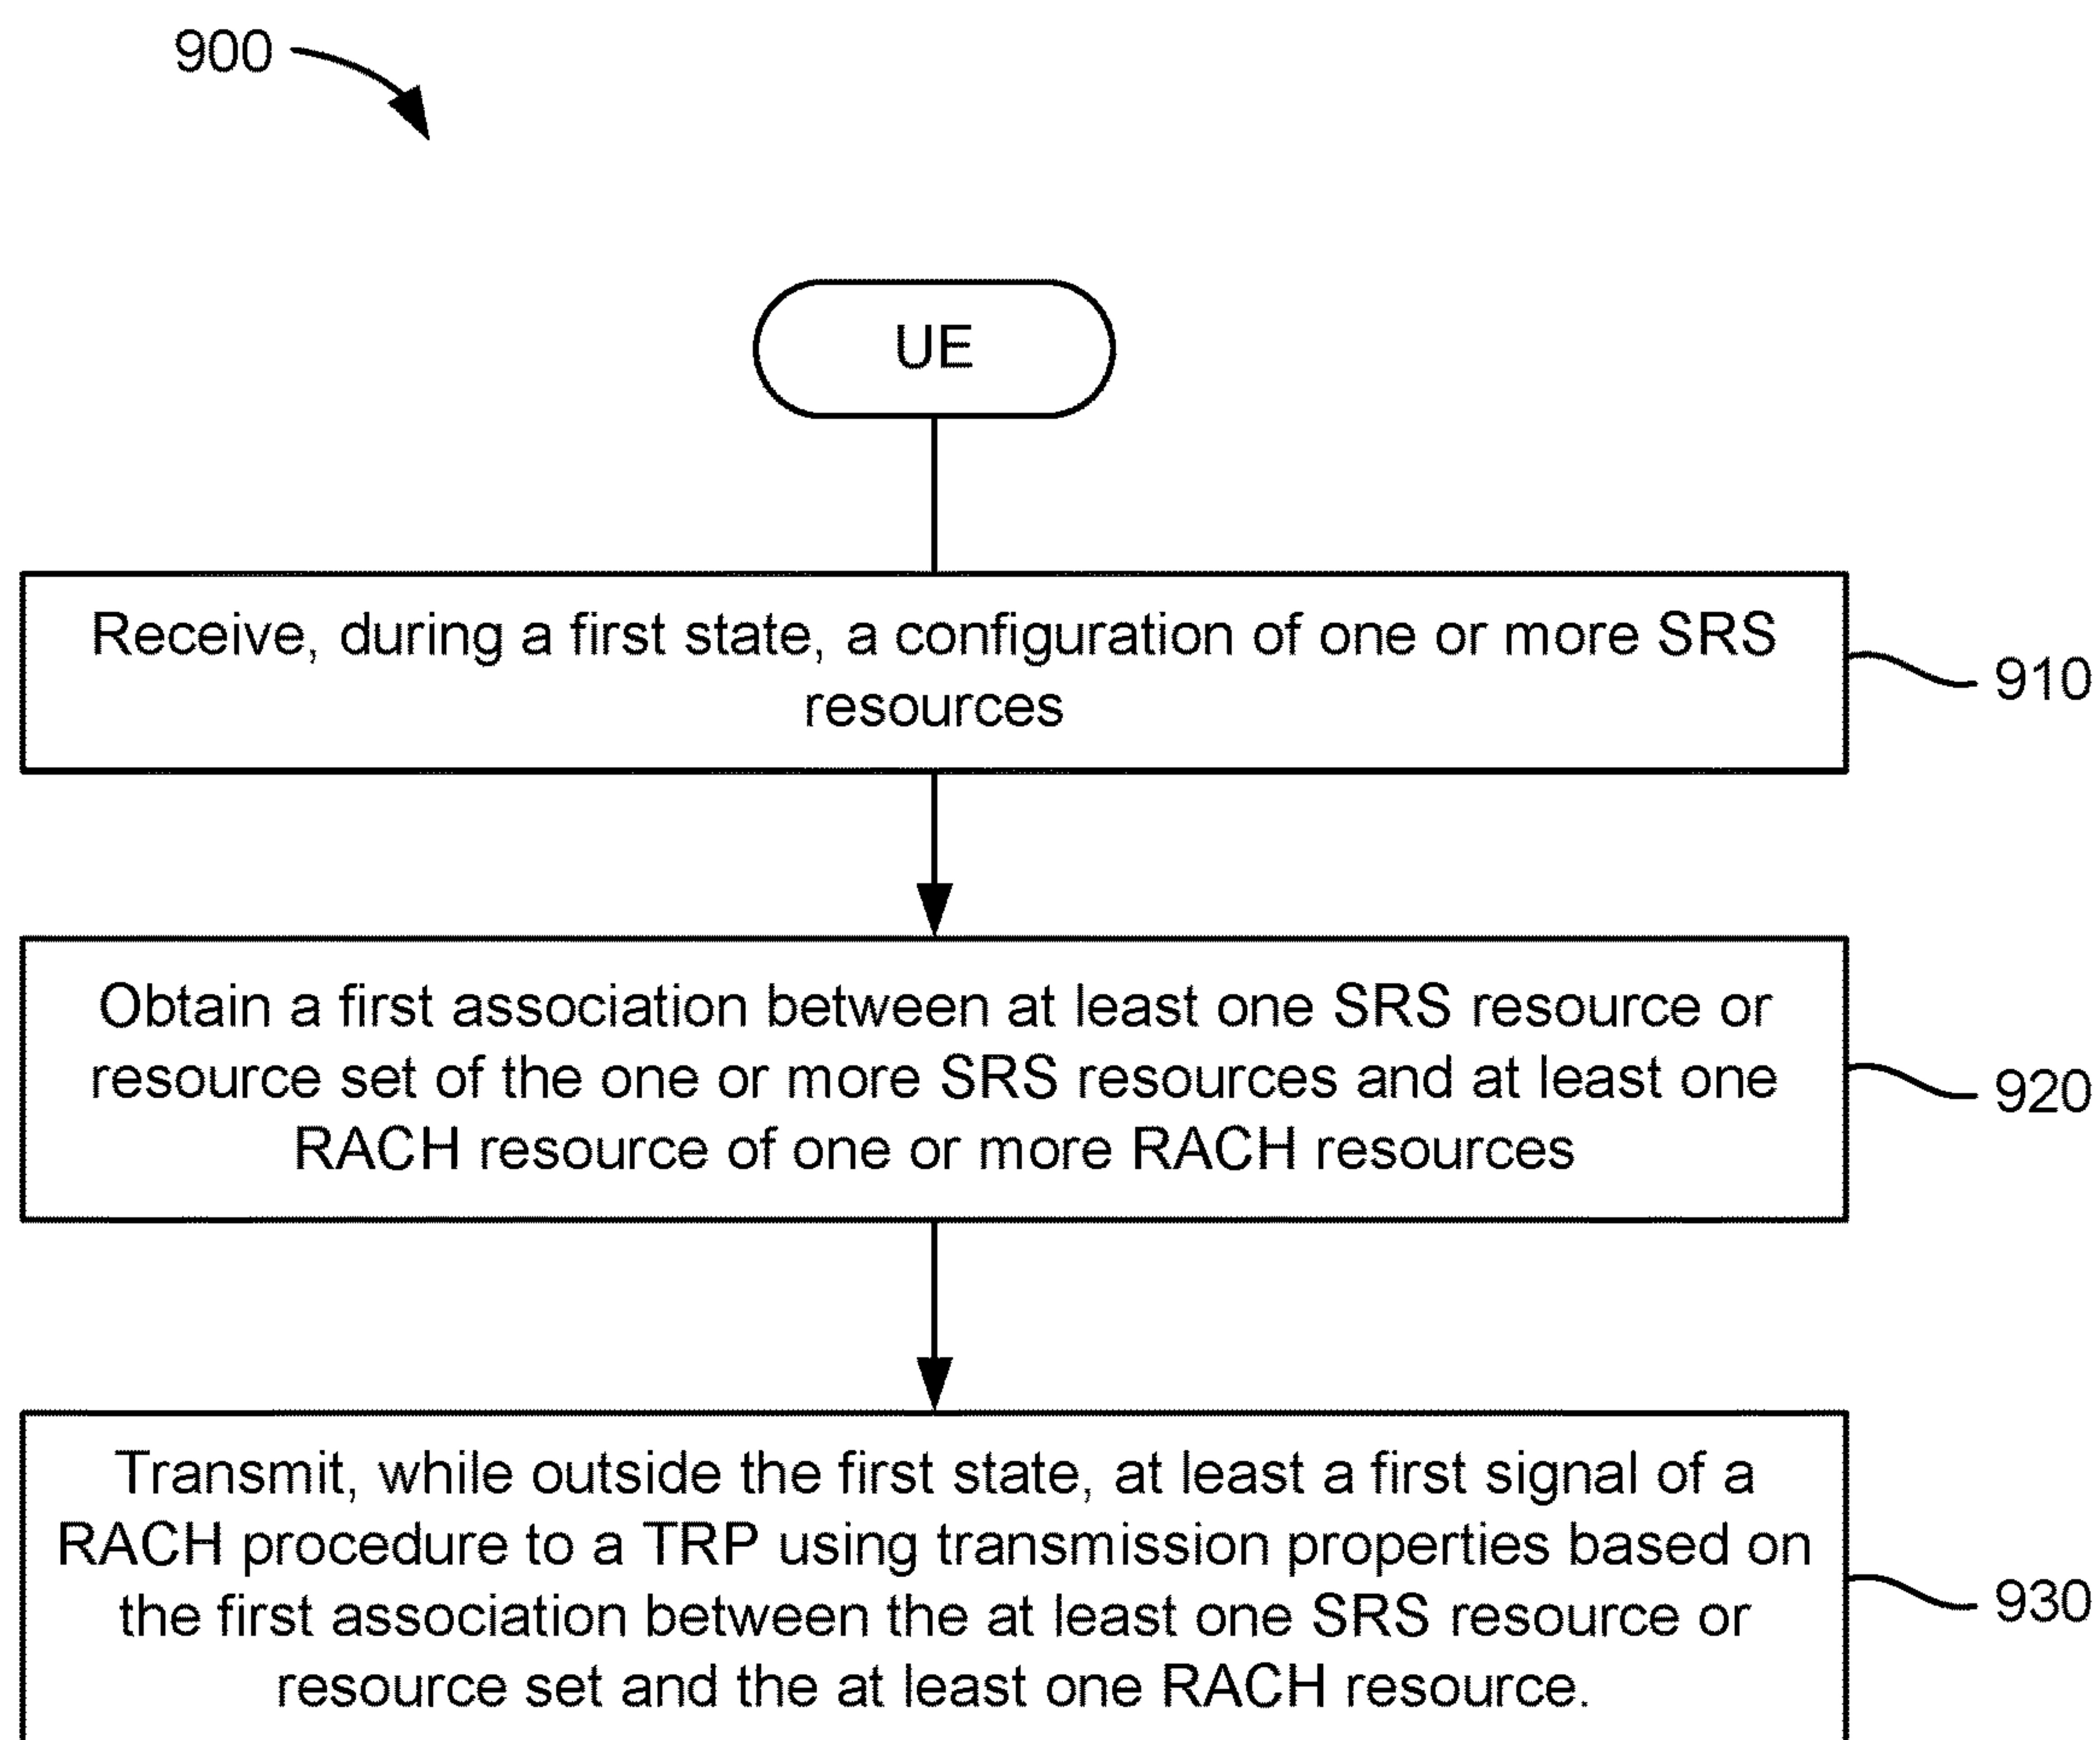 900
UE
Receive, during a first state, a configuration of one or more SRS
resources
910
Obtain a first association between at least one SRS resource or
resource set of the one or more SRS resources and at least one
RACH resource of one or more RACH resources
920
Transmit, while outside the first state, at least a first signal of a
RACH procedure to a TRP using transmission properties based on
the first association between the at least one SRS resource or
resource set and the at least one RACH resource.
930